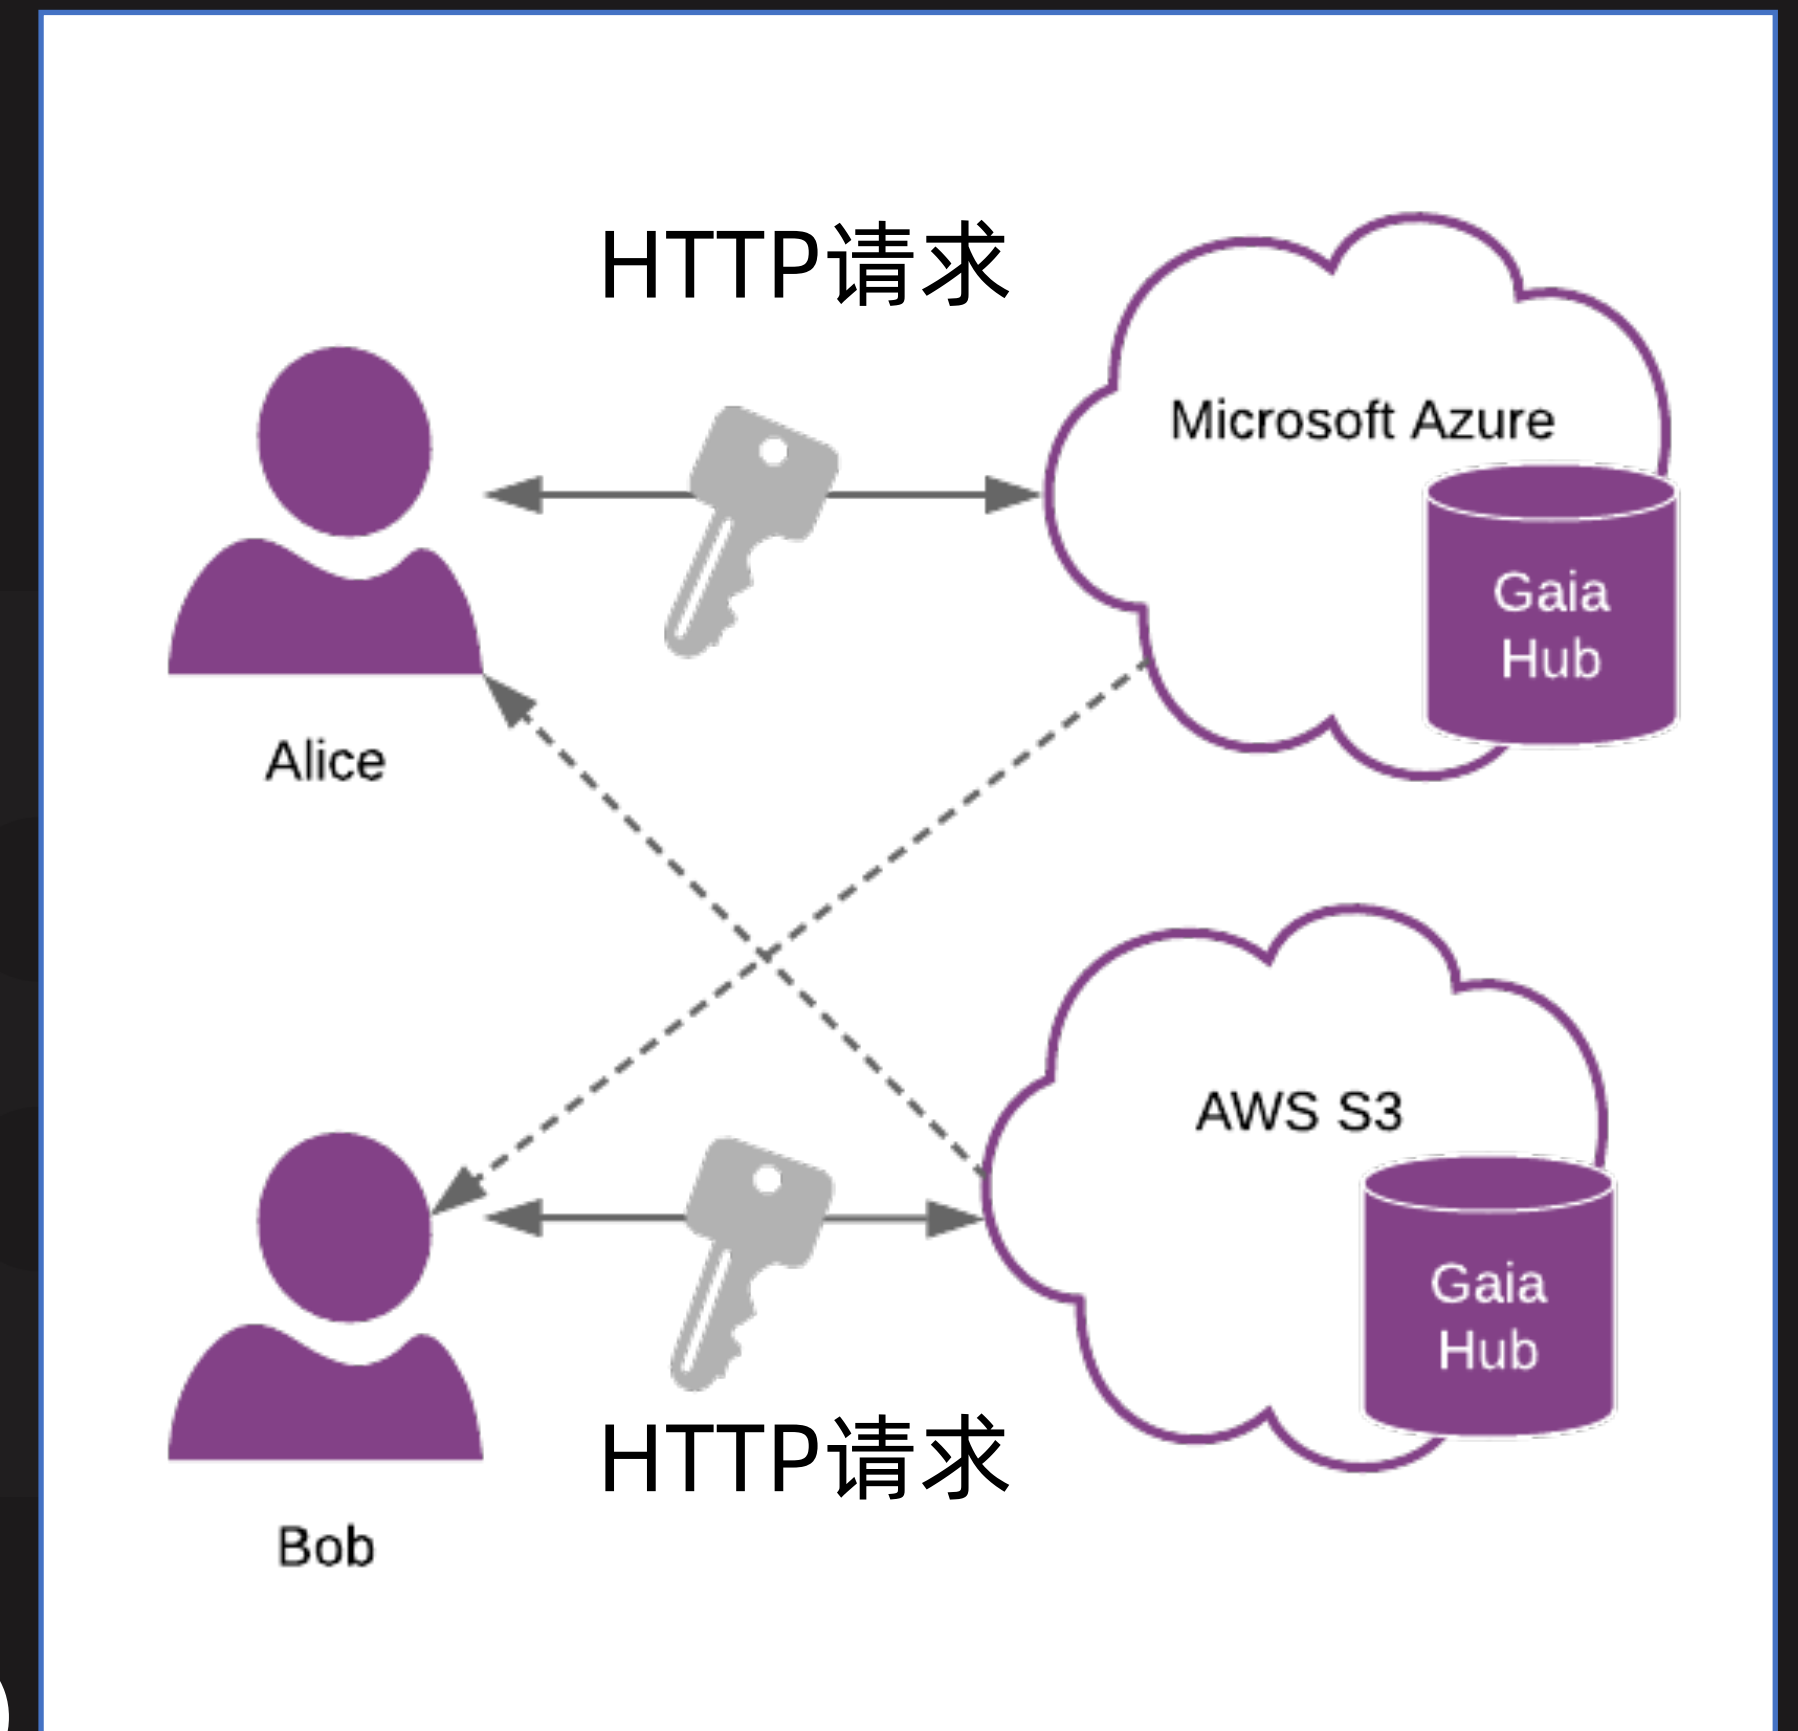 HTTP请求
Microsoft Azure
Gaia
Hub
Alice
AWS S3
Gaia
Hub
HTTP请求
Bob